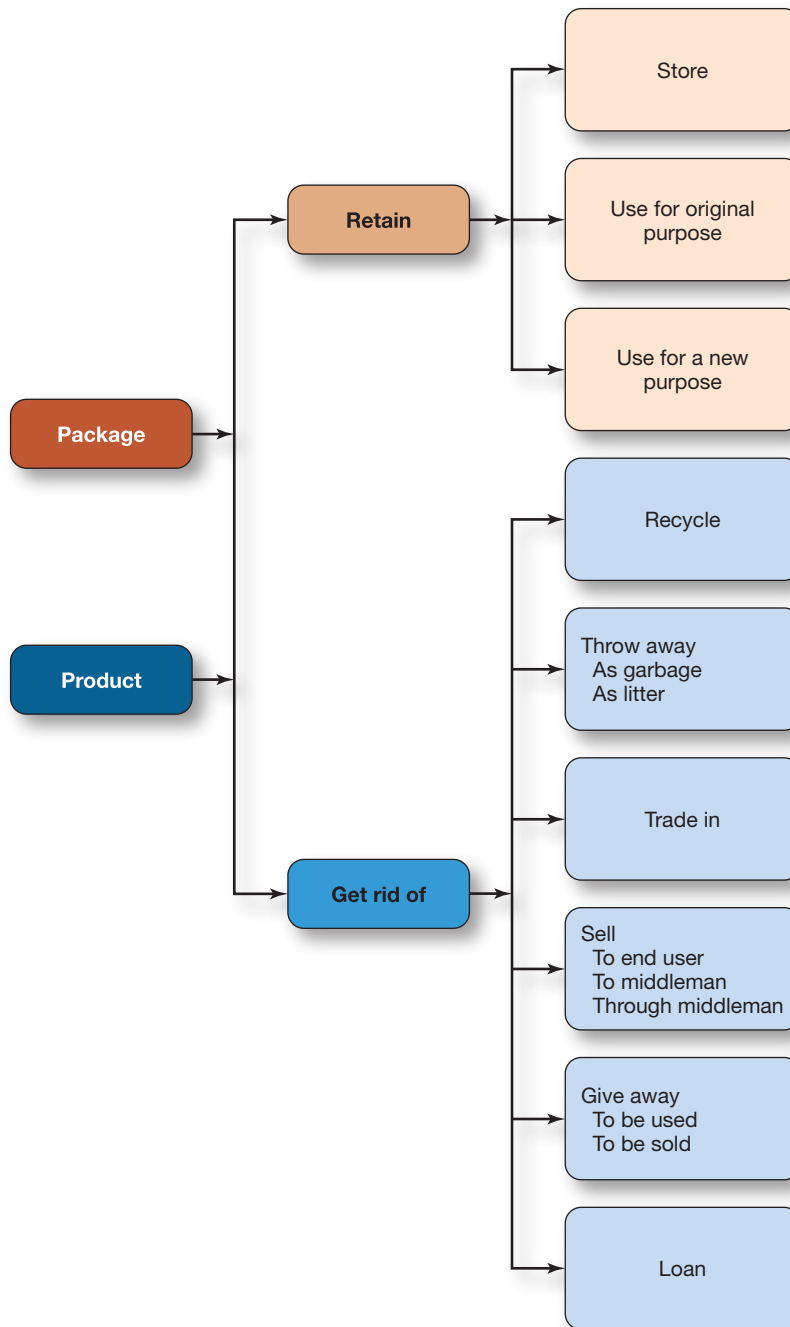 Store
Retain
Use for original
purpose
Use for a new
purpose
Package
Recycle
Product
Throw away
As garbage
As litter
Trade in
Get rid of
Sell
To end user
To middleman
Through middleman
Give away
To be used
To be sold
Loan